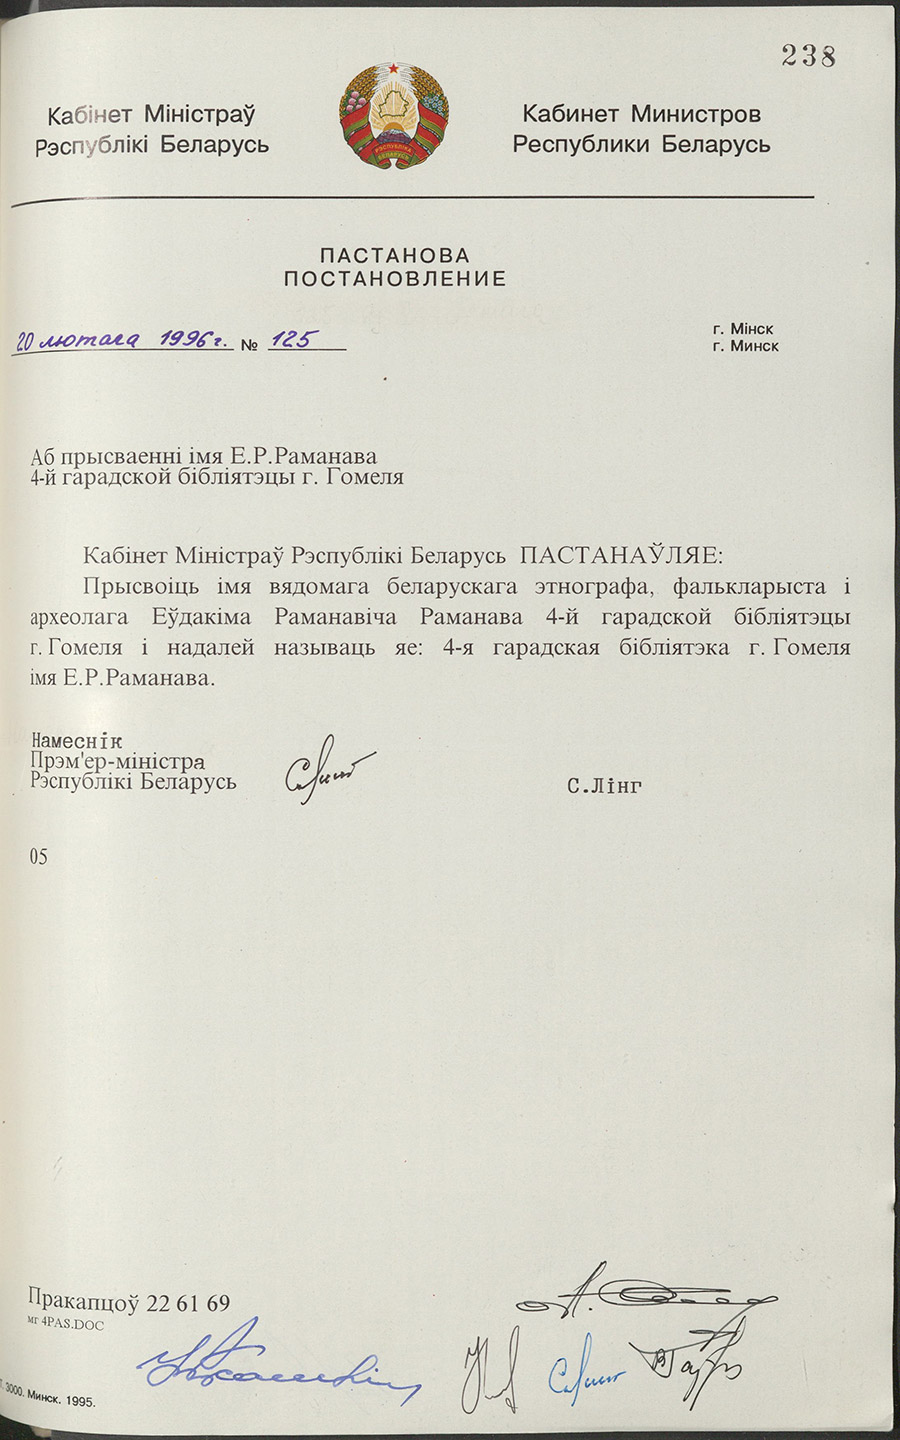 238
Кабінет Міністраў
Рэспублікі Беларусь
Кабинет Министров
Республики Беларусь
РЭСПУБЛІКА
БЕЛАРУСЬ
ПАСТАНОВА
ПОСТАНОВЛЕНИЕ
20 лютага 1996 г. № 125
г. Мінск
г. Минск
Аб прысваенні імя Е.Р.Раманава
4-й гарадской бібліятэцы г. Гомеля
Кабінет Міністраў Рэспублікі Беларусь ПАСТАНАЎЛЯЕ:
Прысвоіць імя вядомага беларускага этнографа, фалькларыста і
археолага Еўдакіма Раманавіча Раманава 4-й гарадской бібліятэцы
г. Гомеля і надалей называць яе: 4-я гарадская бібліятэка г. Гомеля
імя Е.Р.Раманава.
Намеснік
Прэм'ер-міністра
Рэспублікі Беларусь
С.Лінг
05
Пракапцоў 22 61 69
мг 4PAS.DOC
Т. 3000. Минск. 1995.